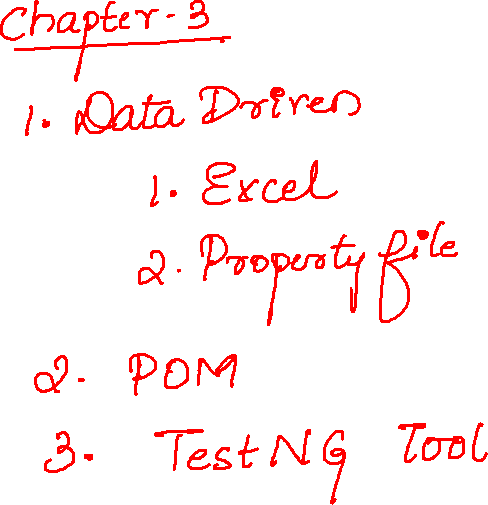 Chapter-3
1. Data Driven
1. Excel
2. Property file
2. POM
3. TestNG Tool